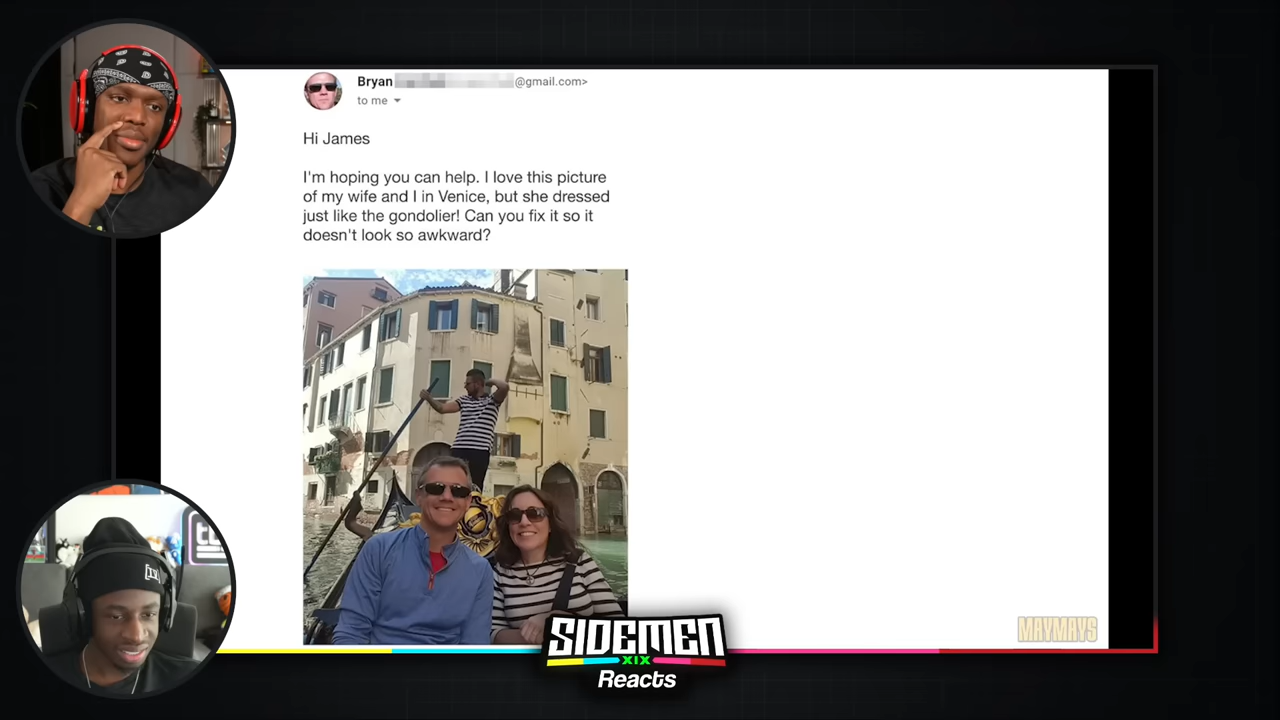 Bryan @gmail.com>
to me
Hi James
I'm hoping you can help. I love this picture
of my wife and I in Venice, but she dressed
just like the gondolier! Can you fix it so it
doesn't look so awkward?
MAYMAYS
SIDEMEN
XIX
Reacts